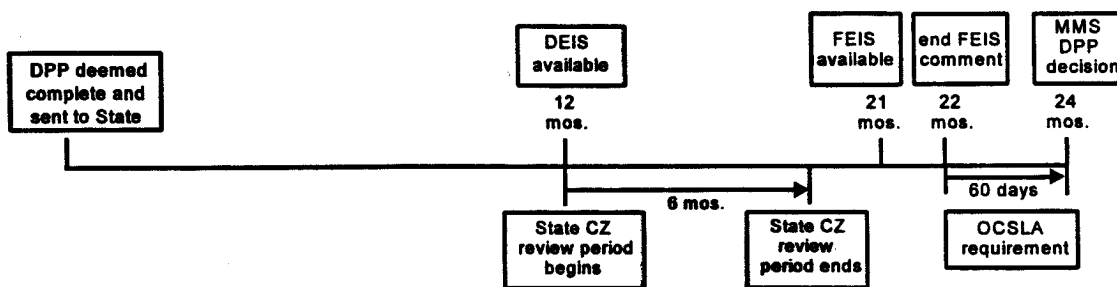 DPP deemed
complete and
sent to State
DEIS
available
12
mos.
FEIS
available
21
mos.
end FEIS
comment
22
mos.
MMS
DPP
decision
24
mos.
6 mos.
60 days
State CZ
review period
begins
State CZ
review
period ends
OCSLA
requirement